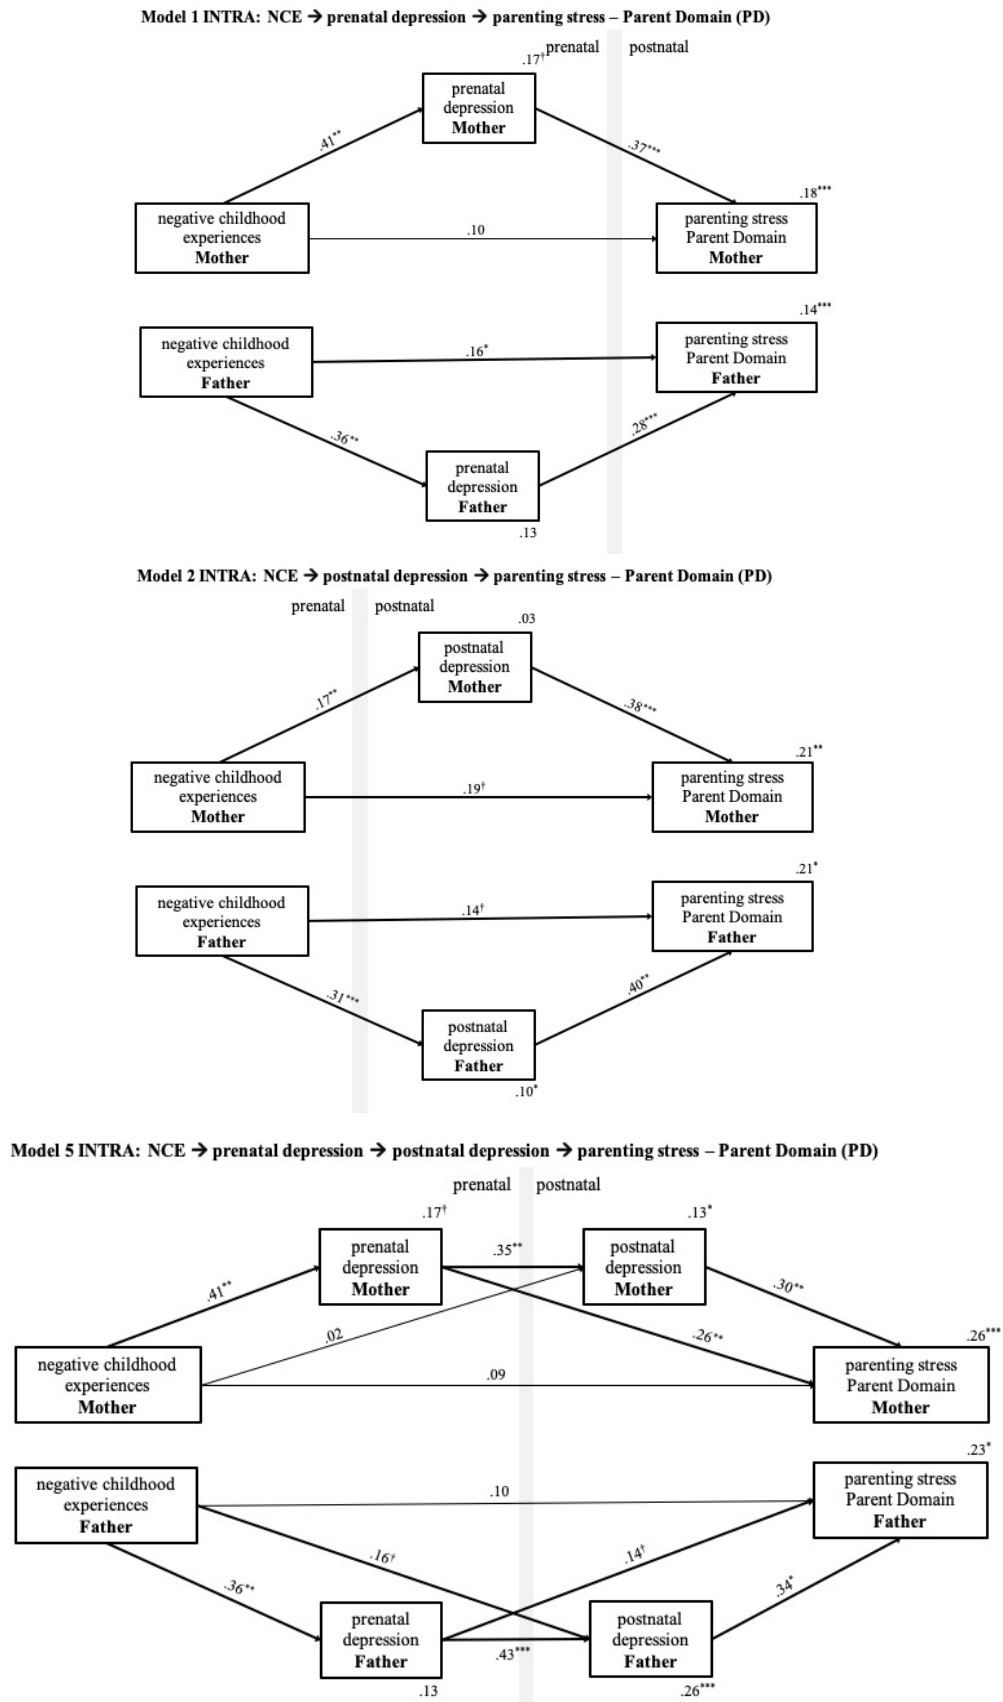 Model 1 INTRA: NCE → prenatal depression → parenting stress – Parent Domain (PD)
prenatal
postnatal
.17†
prenatal
depression
Mother
.41**
.37***
.18***
negative childhood
experiences
Mother
.10
parenting stress
Parent Domain
Mother
.14***
negative childhood
experiences
Father
.16*
parenting stress
Parent Domain
Father
.36**
.28***
prenatal
depression
Father
.13
Model 2 INTRA: NCE → postnatal depression → parenting stress – Parent Domain (PD)
prenatal
postnatal
.03
postnatal
depression
Mother
.17**
.38***
.21**
negative childhood
experiences
Mother
.19†
parenting stress
Parent Domain
Mother
.21*
negative childhood
experiences
Father
.14†
parenting stress
Parent Domain
Father
.31***
.40**
postnatal
depression
Father
.10*
Model 5 INTRA: NCE → prenatal depression → postnatal depression → parenting stress – Parent Domain (PD)
prenatal
postnatal
.17†
.13*
prenatal
depression
Mother
.35**
postnatal
depression
Mother
.41**
.30**
.02
.26**
.26***
negative childhood
experiences
Mother
.09
parenting stress
Parent Domain
Mother
.23*
negative childhood
experiences
Father
.10
parenting stress
Parent Domain
Father
.16†
.14†
.36**
.34*
prenatal
depression
Father
.43***
postnatal
depression
Father
.13
.26***